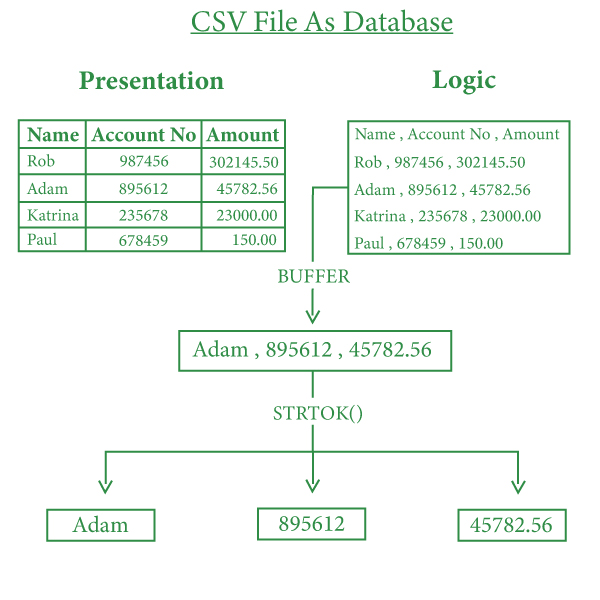 CSV File As Database
Presentation
Logic
Name Account No Amount
Rob 987456 302145.50
Adam 895612 45782.56
Katrina 235678 23000.00
Paul 678459 150.00
Name , Account No , Amount
Rob , 987456 , 302145.50
Adam , 895612 , 45782.56
Katrina , 235678 , 23000.00
Paul , 678459 , 150.00
BUFFER
Adam , 895612 , 45782.56
STRTOK()
Adam
895612
45782.56